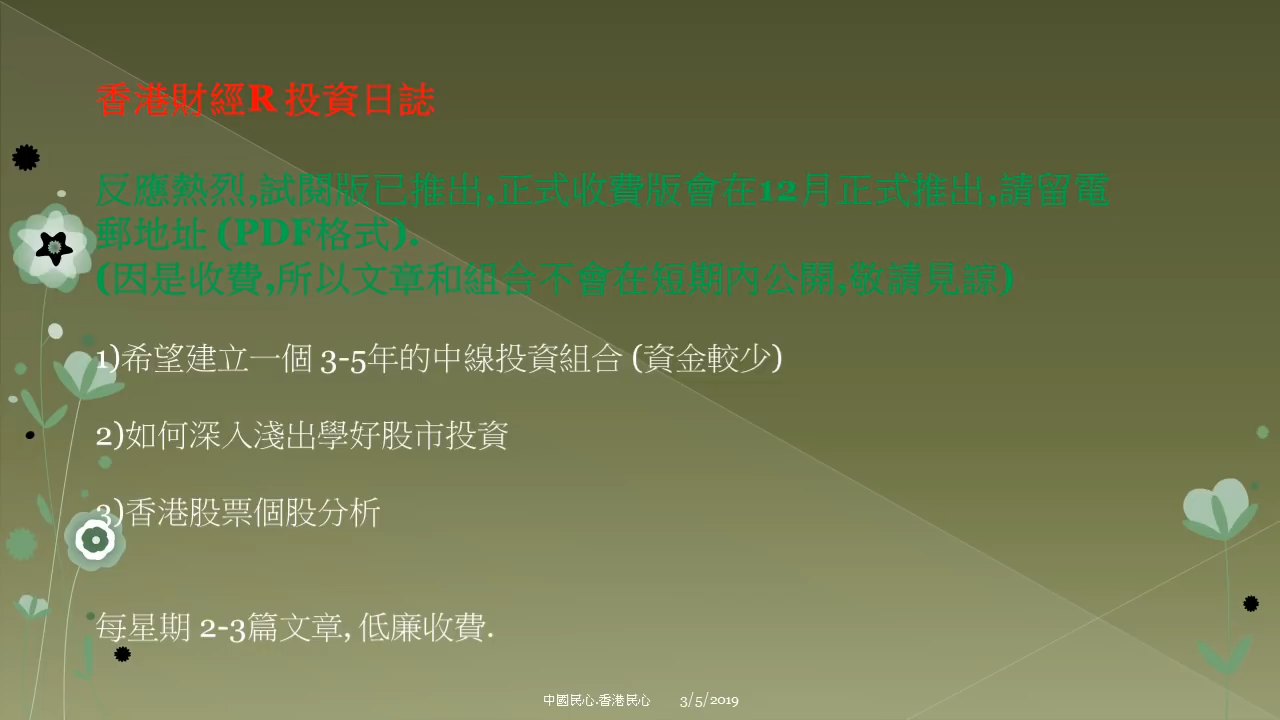 香港財經R 投資日誌
反應熱烈,試閱版已推出,正式收費版會在12月正式推出,請留電
郵地址 (PDF格式).
(因是收費,所以文章和組合不會在短期內公開,敬請見諒)
1)希望建立一個 3-5年的中線投資組合 (資金較少)
2)如何深入淺出學好股市投資
3)香港股票個股分析
每星期 2-3篇文章, 低廉收費.
中國民心.香港民心 3/5/2019